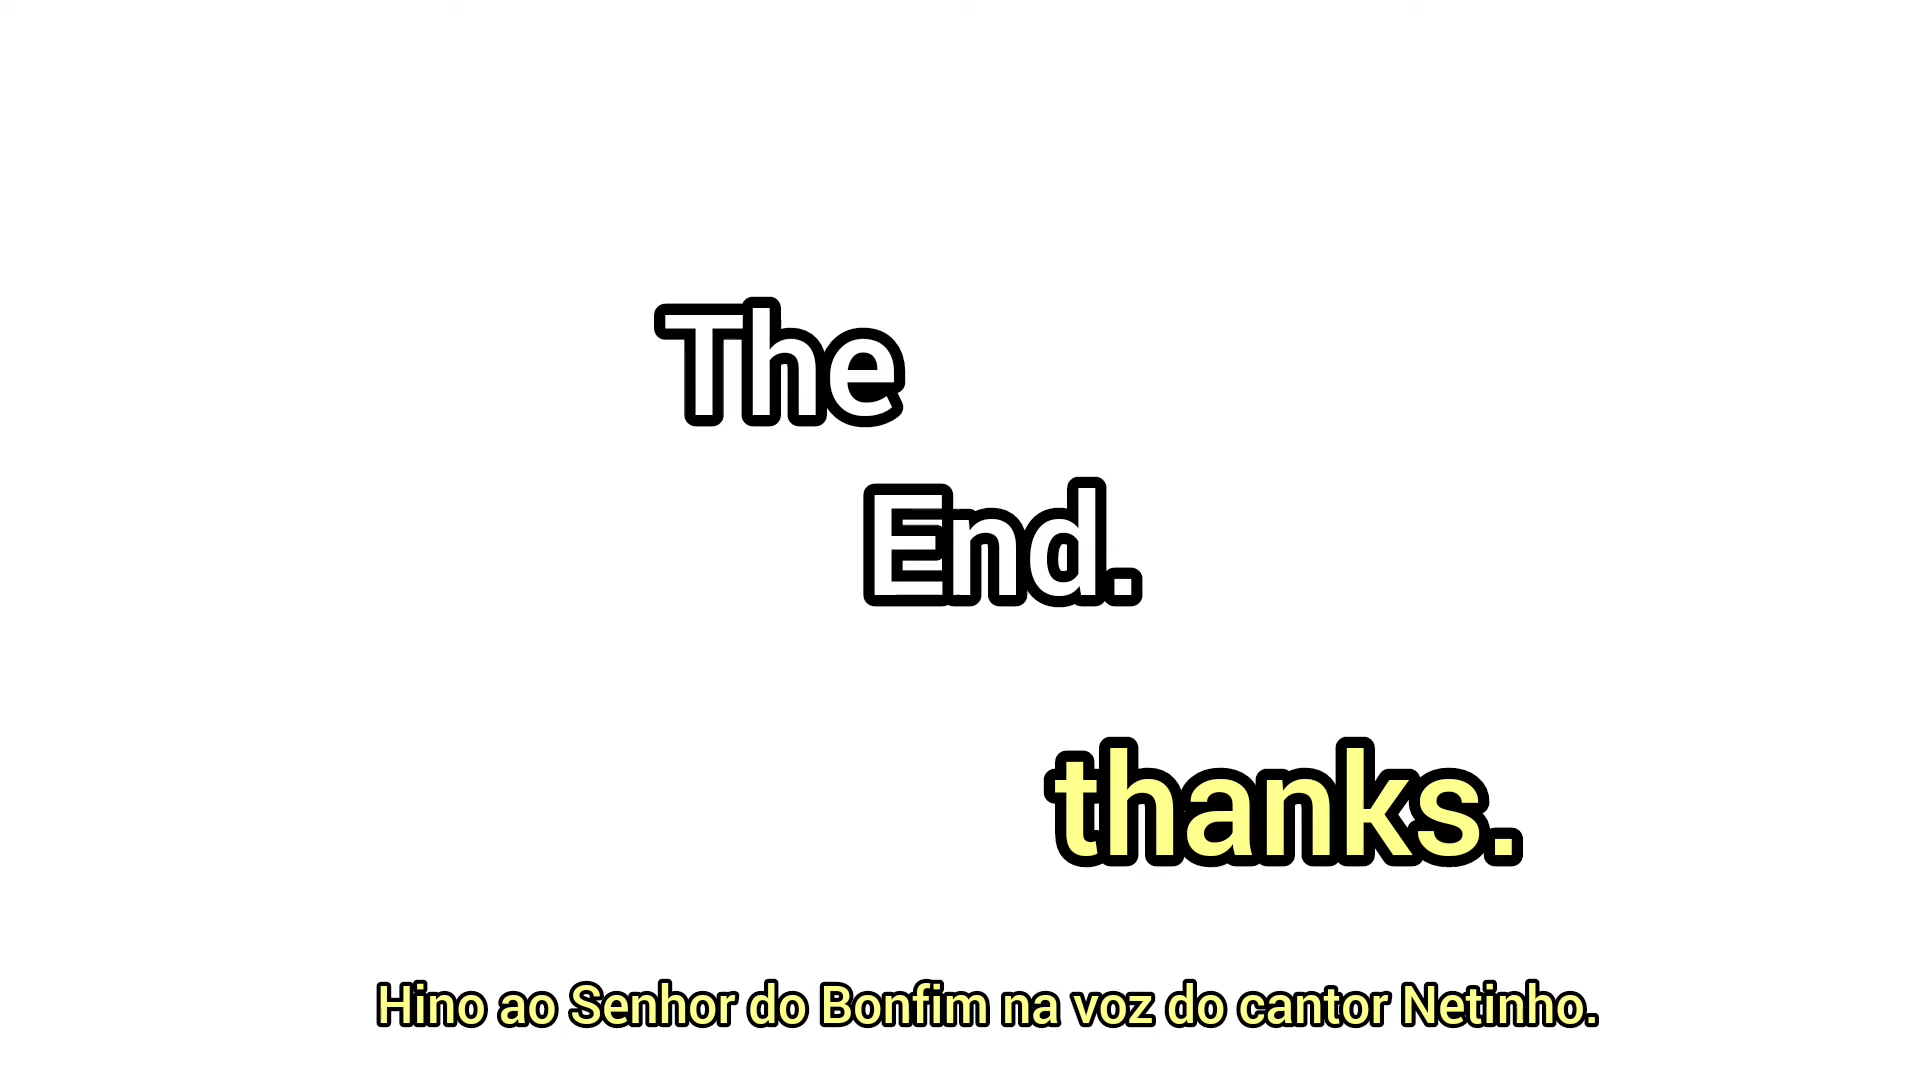 The
End.
thanks.
Hino ao Senhor do Bonfim na voz do cantor Netinho.